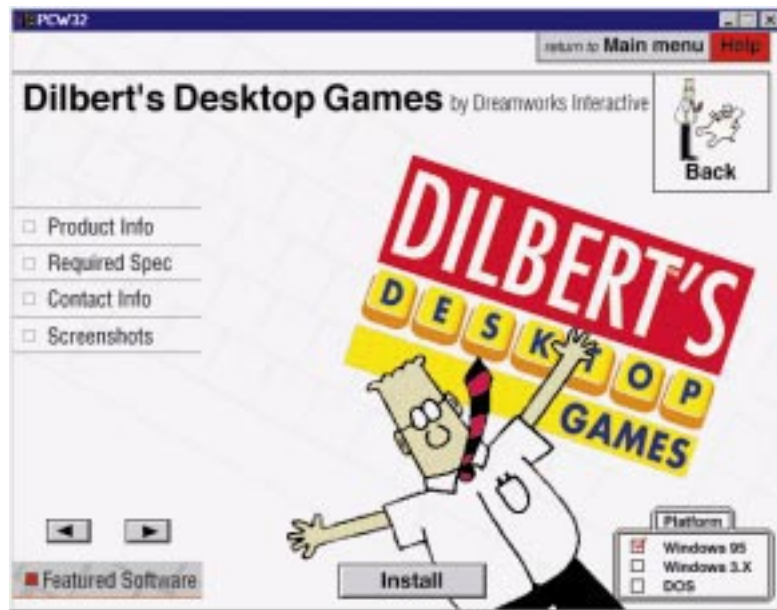 PCW32
return to Main menu Help
Dilbert's Desktop Games by Dreamworks Interactive
Back
Product Info
Required Spec
Contact Info
Screenshots
DILBERT'S
DESKTOP
GAMES
Platform
Windows 95
Windows 3.X
DOS
Featured Software
Install